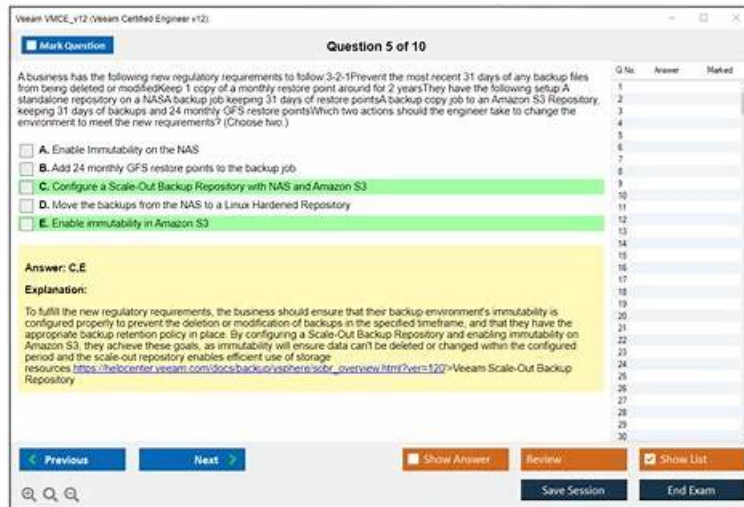 Veeam VMCE_v12 (Veeam Certified Engineer v12)
Mark Question
Question 5 of 10
A business has the following new regulatory requirements to follow:3-2-1Prevent the most recent 31 days of any backup files
from being deleted or modifiedKeep 1 copy of a monthly restore point around for 2 yearsThey have the following setup:A
standalone repository on a NASA backup job keeping 31 days of restore pointsA backup copy job to an Amazon S3 Repository,
keeping 31 days of backups and 24 monthly GFS restore pointsWhich two actions should the engineer take to change the
environment to meet the new requirements? (Choose two.)
A. Enable Immutability on the NAS
B. Add 24 monthly GFS restore points to the backup job
C. Configure a Scale-Out Backup Repository with NAS and Amazon S3
D. Move the backups from the NAS to a Linux Hardened Repository
E. Enable immutability in Amazon S3
Answer: C,E
Explanation:
To fulfill the new regulatory requirements, the business should ensure that their backup environment's immutability is
configured properly to prevent the deletion or modification of backups in the specified timeframe, and that they have the
appropriate backup retention policy in place. By configuring a Scale-Out Backup Repository and enabling immutability on
Amazon S3, they achieve these goals, as immutability will ensure data can't be deleted or changed within the configured
period and the scale-out repository enables efficient use of storage
resources.https://helpcenter.veeam.com/docs/backup/vsphere/sobr_overview.html?ver=120'>Veeam Scale-Out Backup
Repository
Q No. Answer Marked
1
2
3
4
5
6
7
8
9
10
11
12
13
14
15
16
17
18
19
20
21
22
23
24
25
26
27
28
29
30
Previous
Next
Show Answer
Review
Show List
Save Session
End Exam